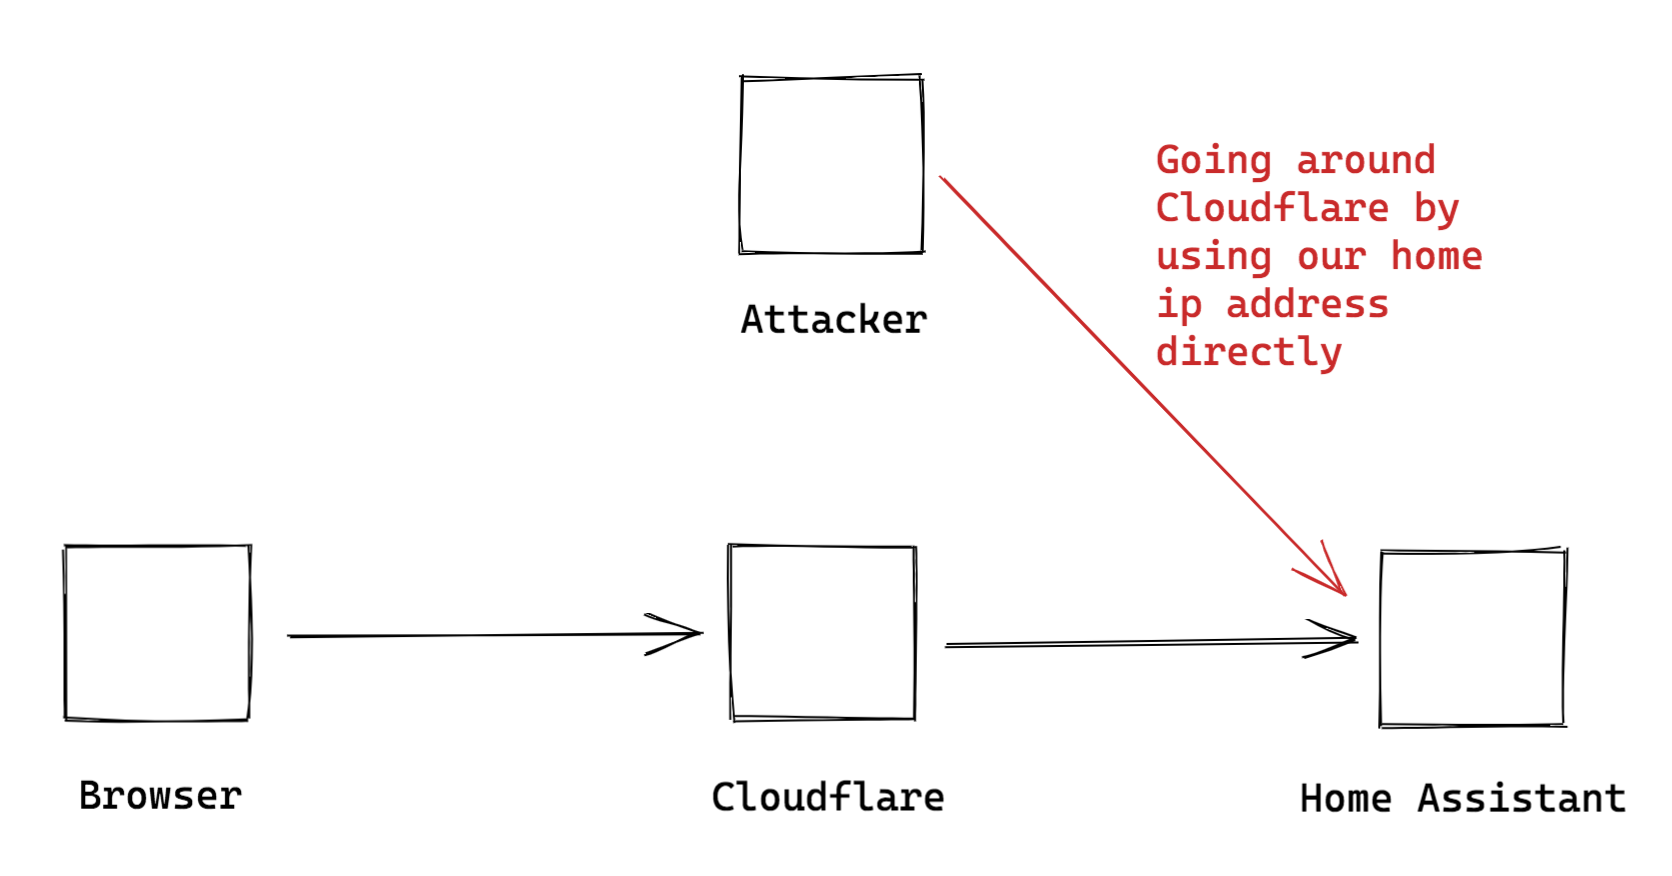 Going around
Cloudflare by
using our home
ip address
directly
Attacker
Browser
Cloudflare
Home Assistant